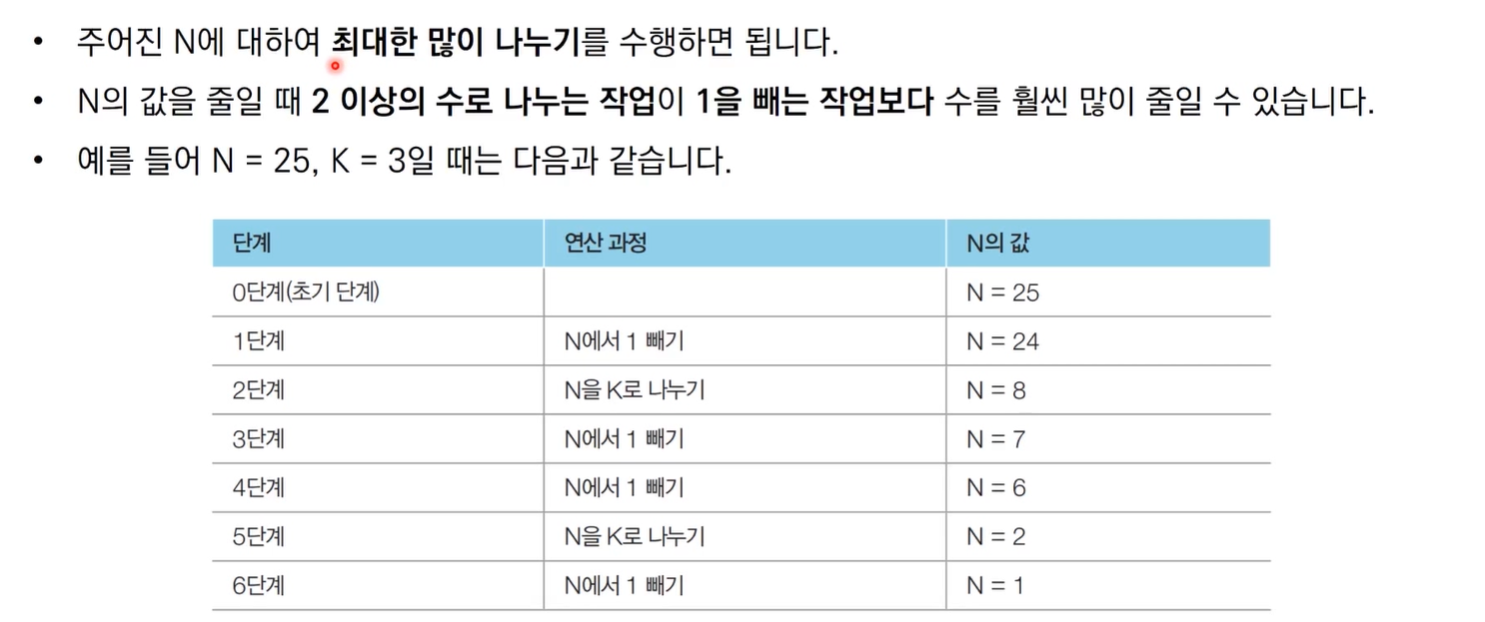 • 주어진 N에 대하여 최대한 많이 나누기를 수행하면 됩니다.
• N의 값을 줄일 때 2 이상의 수로 나누는 작업이 1을 빼는 작업보다 수를 훨씬 많이 줄일 수 있습니다.
• 예를 들어 N = 25, K = 3일 때는 다음과 같습니다.
단계 연산 과정 N의 값
0단계(초기 단계) N = 25
1단계 N에서 1 빼기 N = 24
2단계 N을 K로 나누기 N = 8
3단계 N에서 1 빼기 N = 7
4단계 N에서 1 빼기 N = 6
5단계 N을 K로 나누기 N = 2
6단계 N에서 1 빼기 N = 1